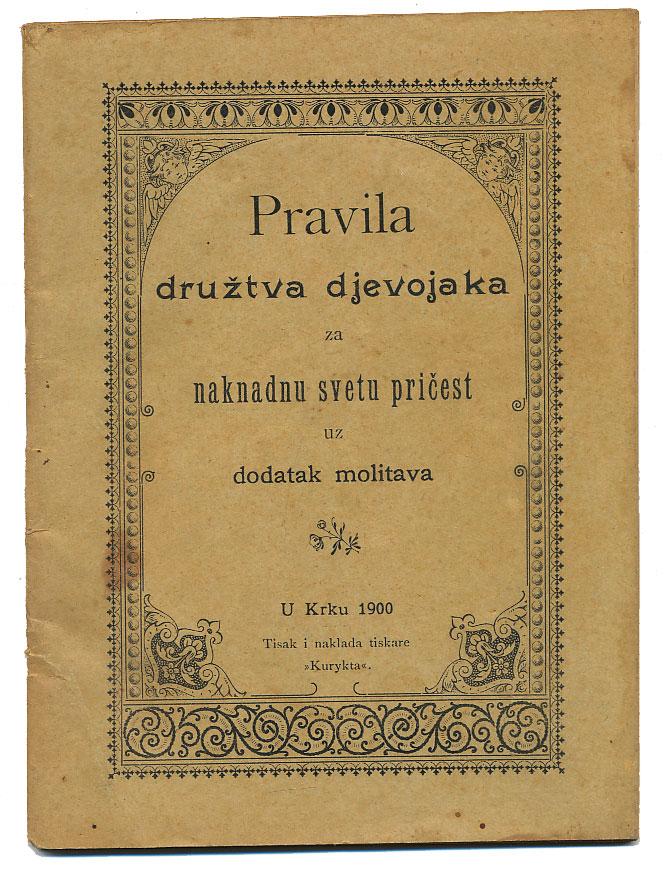 Pravila
družtva djevojaka
za
naknadnu svetu pričest
uz
dodatak molitava
U Krku 1900
Tisak i naklada tiskare
»Kurykta«.